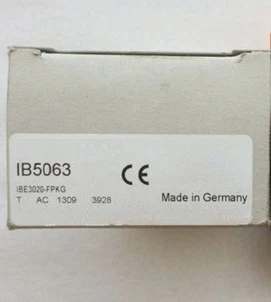 IB5063
IBE3020-FPKG
T AC 1309 3928
CE
Made in Germany